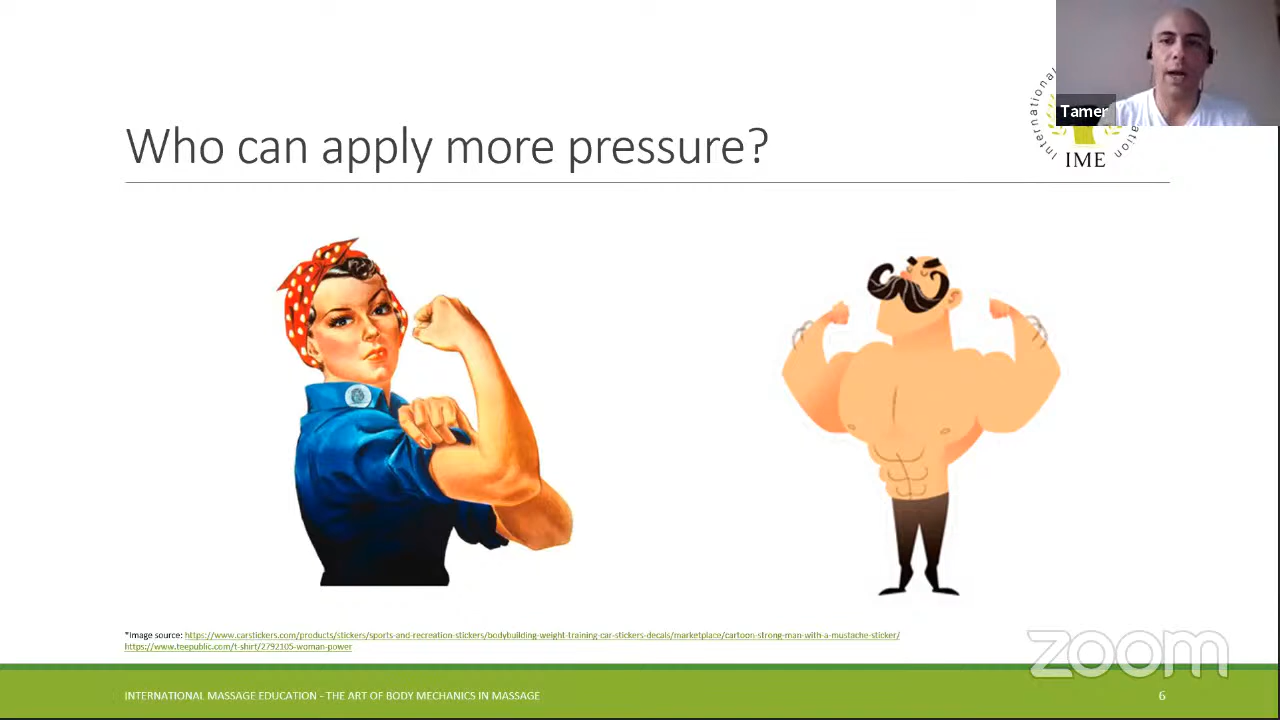 Tamer
International
ation
IME
Who can apply more pressure?
*Image source: https://www.carstickers.com/products/stickers/sports-and-recreation-stickers/bodybuilding-weight-training-car-stickers-decals/marketplace/cartoon-strong-man-with-a-mustache-sticker/
https://www.teepublic.com/t-shirt/2792105-woman-power
zoom
INTERNATIONAL MASSAGE EDUCATION - THE ART OF BODY MECHANICS IN MASSAGE
6